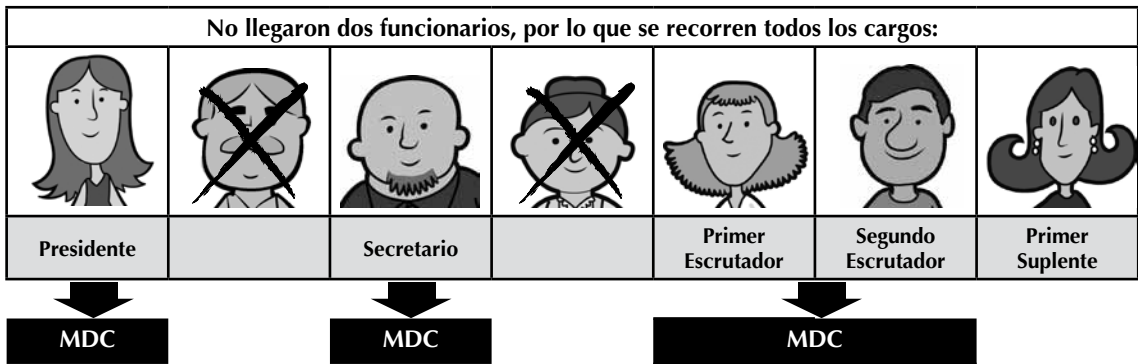 No llegaron dos funcionarios, por lo que se recorren todos los cargos:
Presidente
Secretario
Primer
Escrutador
Segundo
Escrutador
Primer
Suplente
MDC
MDC
MDC